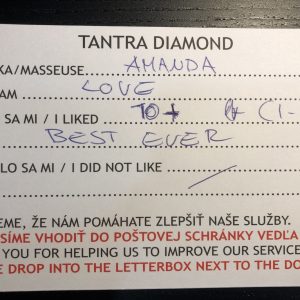 TANTRA DIAMOND
KA/MASSEUSE AMANDA
AM LOVE
SA MI / I LIKED 10+ & (1-
BEST EVER
LO SA MI / I DID NOT LIKE /
EME, ŽE NÁM POMÁHATE ZLEPŠIŤ NAŠE SLUŽBY.
SÍME VHODIŤ DO POŠTOVEJ SCHRÁNKY VEDĽA
YOU FOR HELPING US TO IMPROVE OUR SERVICE
E DROP INTO THE LETTERBOX NEXT TO THE DO